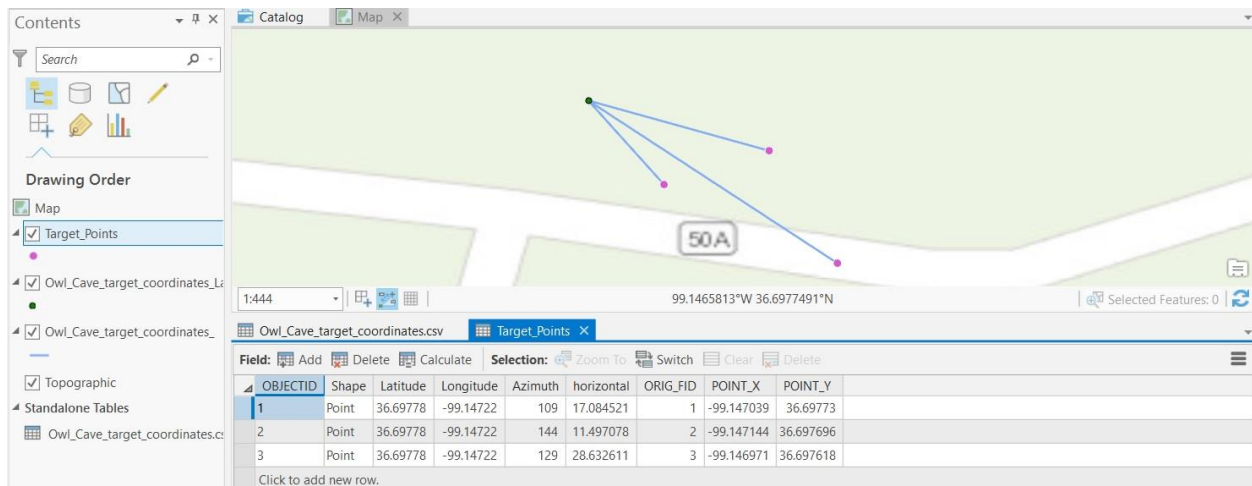 Contents
Search
Drawing Order
Map
Target_Points
Owl_Cave_target_coordinates_La
Owl_Cave_target_coordinates_
Topographic
Standalone Tables
Owl_Cave_target_coordinates.cs
Catalog Map
50A
1:444 99.1465813°W 36.6977491°N Selected Features: 0
Owl_Cave_target_coordinates.csv Target_Points
Field: Add Delete Calculate Selection: Zoom To Switch Clear Delete
OBJECTID Shape Latitude Longitude Azimuth horizontal ORIG_FID POINT_X POINT_Y
1 Point 36.69778 -99.14722 109 17.084521 1 -99.147039 36.69773
2 Point 36.69778 -99.14722 144 11.497078 2 -99.147144 36.697696
3 Point 36.69778 -99.14722 129 28.632611 3 -99.146971 36.697618
Click to add new row.